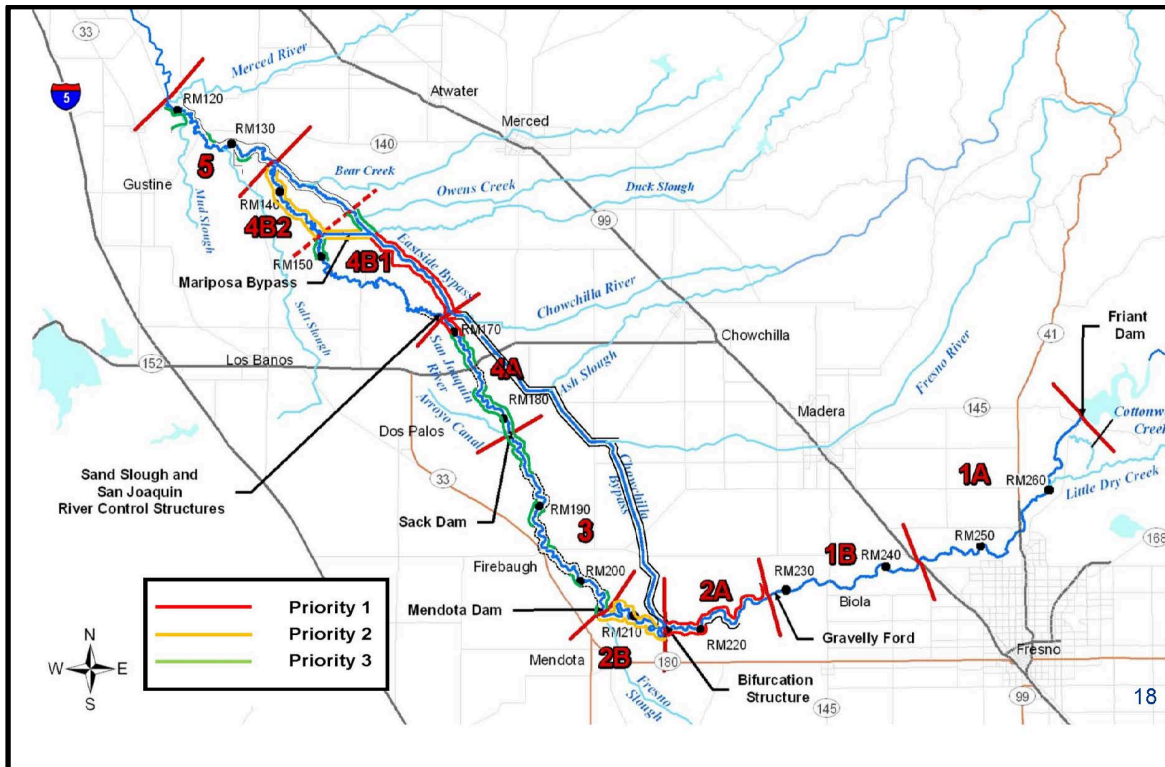 33
5
Merced River
RM120
Atwater
RM130
Merced
140
5
Gustine
Bear Creek
Owens Creek
Duck Slough
RM140
Mud Slough
4B2
99
Eastside Bypass
RM150
4B1
Mariposa Bypass
Chowchilla River
Salt Slough
RM170
Chowchilla
Fresno River
41
Friant
Dam
152
Los Banos
San Joaquin
River
4A
Ash Slough
RM180
Arroyo Canal
Madera
145
Dos Palos
Cottonw
Creek
33
Chowchilla
Bypass
Sand Slough and
San Joaquin
River Control Structures
1A
RM260
Little Dry Creek
RM190
Sack Dam
3
RM250
168
1B
RM240
Firebaugh
RM200
RM230
2A
Priority 1
Priority 2
Priority 3
Mendota Dam
Biola
RM210
RM220
Gravelly Ford
N
W
E
S
Mendota
2B
180
Fresno
Fresno
Slough
Bifurcation
Structure
99
145
18